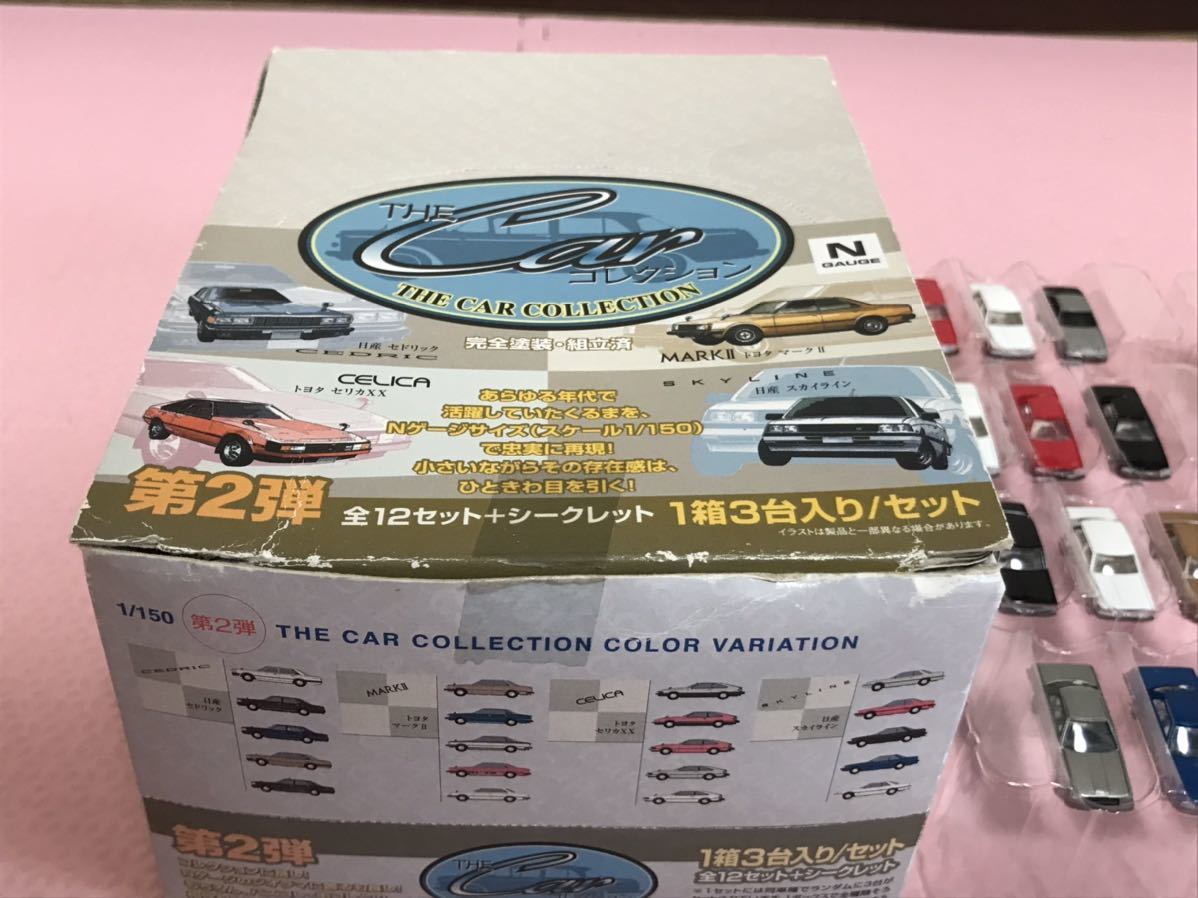 THE Car
コレクション
THE CAR COLLECTION
N
GAUGE
日産 セドリック
CEDRIC
完全塗装・組立済
MARKⅡ トヨタ マークⅡ
CELICA
トヨタ セリカXX
SKYLINE
日産 スカイライン
あらゆる年代で
活躍していたくるまを、
Nゲージサイズ(スケール1/150)
で忠実に再現!
小さいながらその存在感は、
ひときわ目を引く!
第2弾 全12セット+シークレット 1箱3台入り/セット
イラストは製品と一部異なる場合があります。
1/150 第2弾 THE CAR COLLECTION COLOR VARIATION
CEDRIC
日産
セドリック
MARKⅡ
トヨタ
マークⅡ
CELICA
トヨタ
セリカXX
SKYLINE
日産
スカイライン
第2弾
THE Car
1箱3台入り/セット
全12セット+シークレット